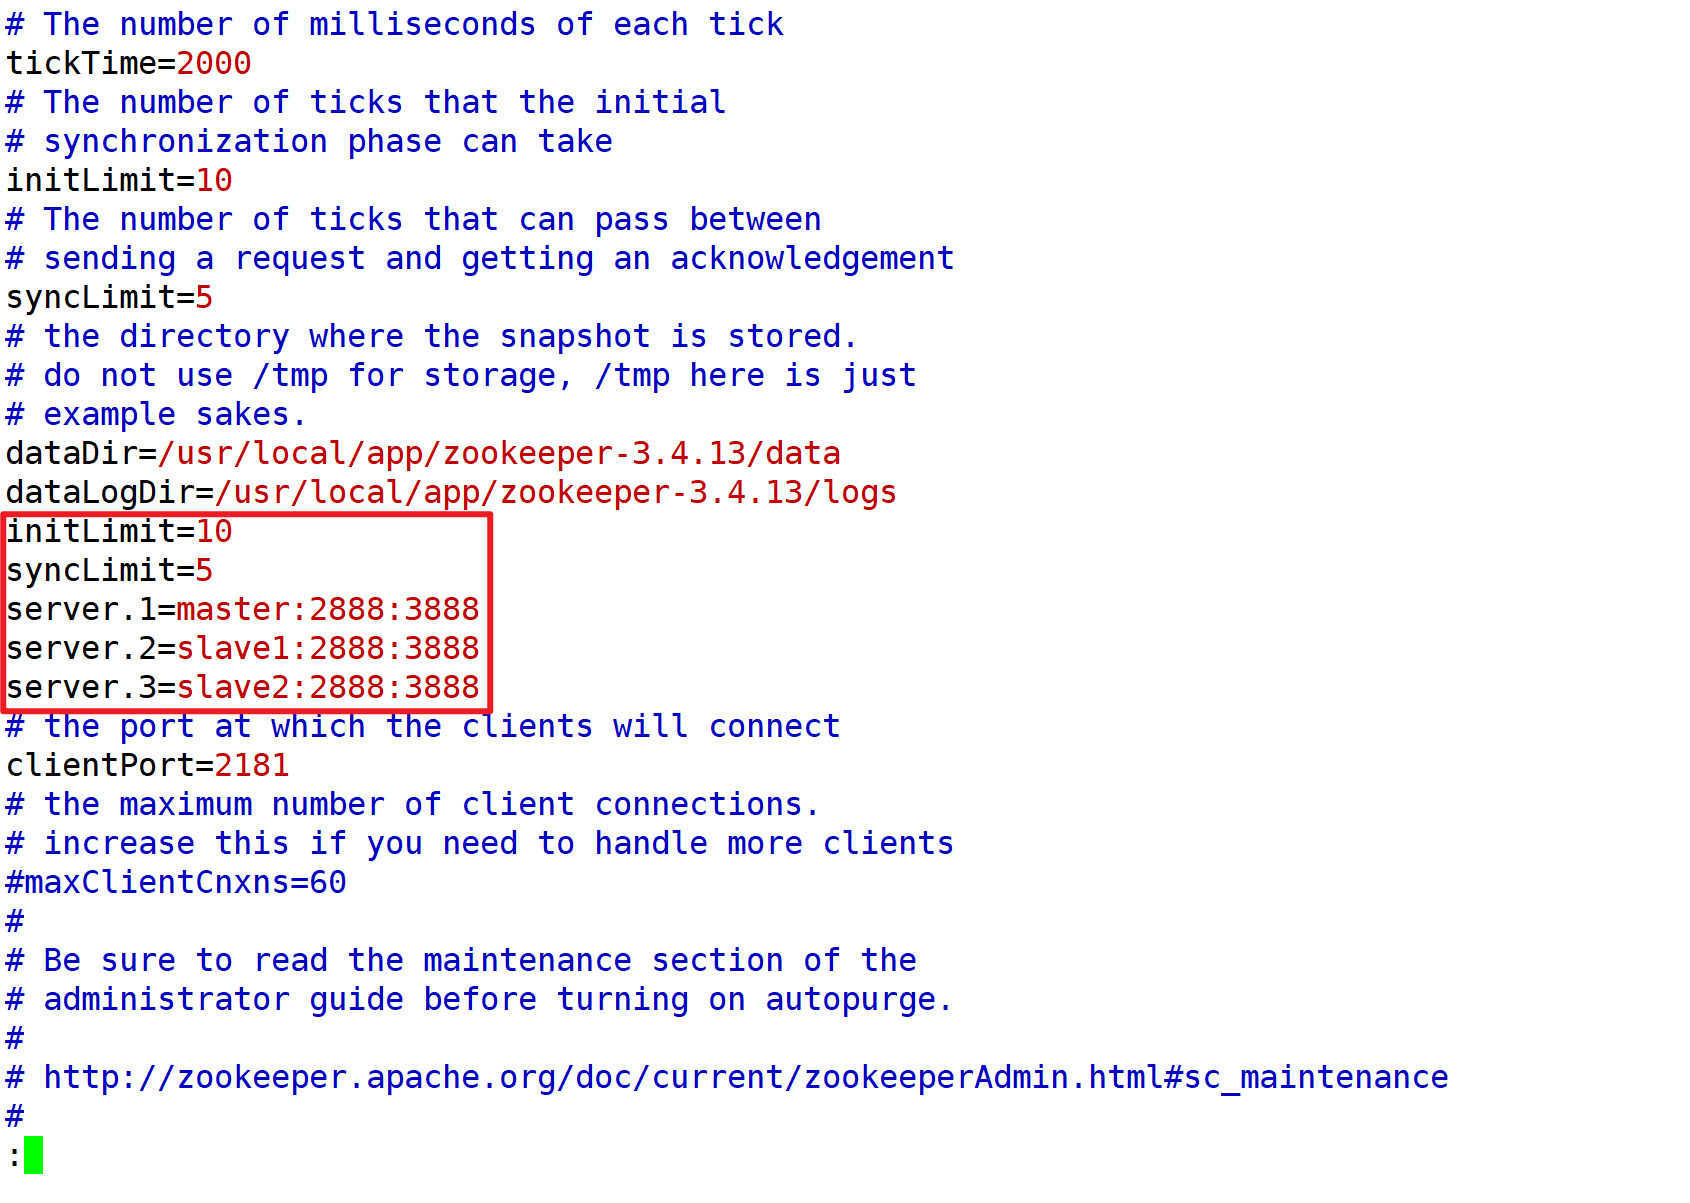 # The number of milliseconds of each tick
tickTime=2000
# The number of ticks that the initial
# synchronization phase can take
initLimit=10
# The number of ticks that can pass between
# sending a request and getting an acknowledgement
syncLimit=5
# the directory where the snapshot is stored.
# do not use /tmp for storage, /tmp here is just
# example sakes.
dataDir=/usr/local/app/zookeeper-3.4.13/data
dataLogDir=/usr/local/app/zookeeper-3.4.13/logs
initLimit=10
syncLimit=5
server.1=master:2888:3888
server.2=slave1:2888:3888
server.3=slave2:2888:3888
# the port at which the clients will connect
clientPort=2181
# the maximum number of client connections.
# increase this if you need to handle more clients
#maxClientCnxns=60
#
# Be sure to read the maintenance section of the
# administrator guide before turning on autopurge.
#
# http://zookeeper.apache.org/doc/current/zookeeperAdmin.html#sc_maintenance
#
: